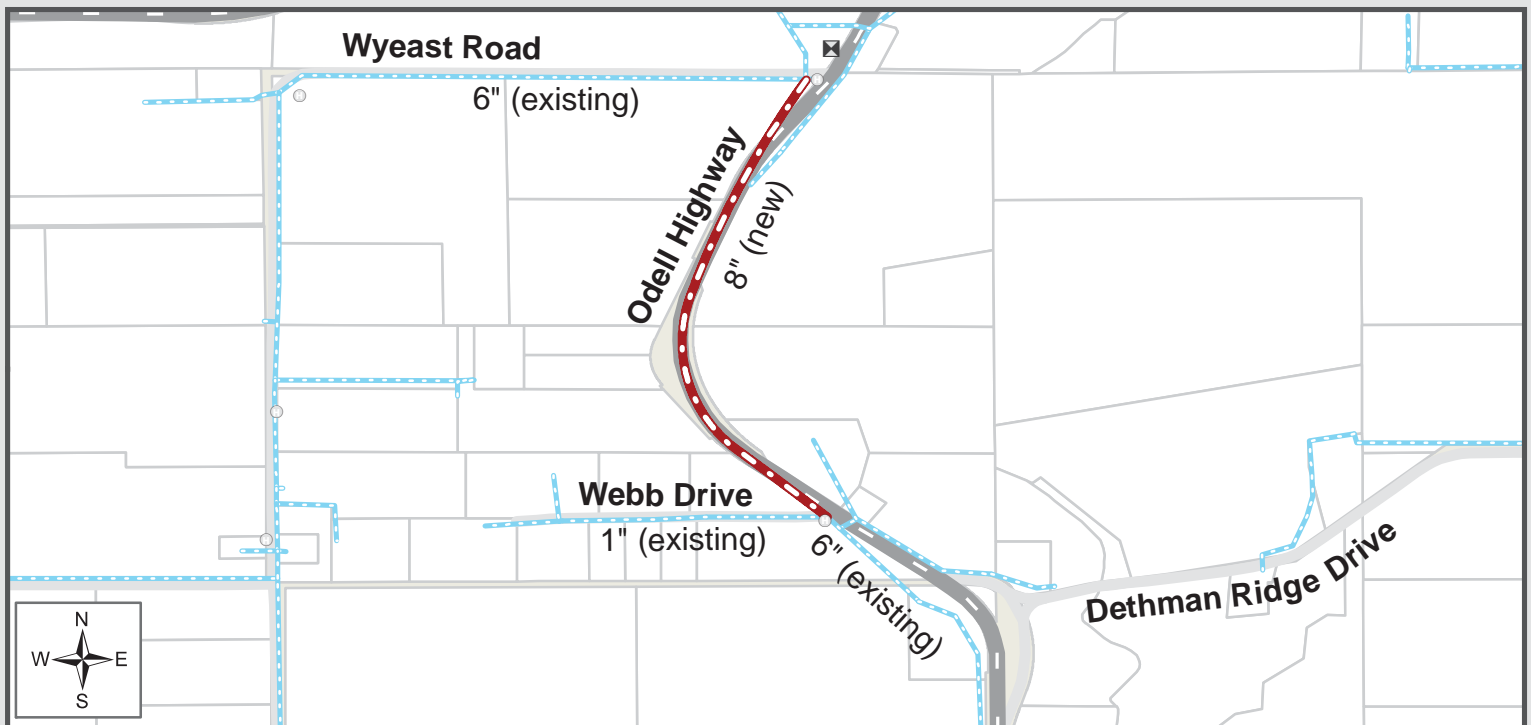 Wyeast Road
6" (existing)
Odell Highway
8" (new)
Webb Drive
1" (existing)
6" (existing)
Dethman Ridge Drive
N
W E
S